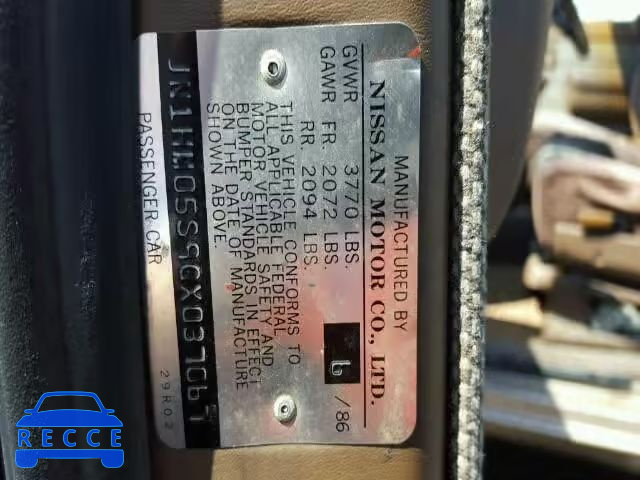 MANUFACTURED BY
NISSAN MOTOR CO., LTD.
GVWR 3770 LBS. 6 /86
GAWR FR. 2072 LBS.
RR. 2094 LBS.
THIS VEHICLE CONFORMS TO
ALL APPLICABLE FEDERAL
MOTOR VEHICLE SAFETY AND
BUMPER STANDARDS IN EFFECT
ON THE DATE OF MANUFACTURE
SHOWN ABOVE.
JN1HW05S9GX037067
PASSENGER CAR
29R02
RECCE